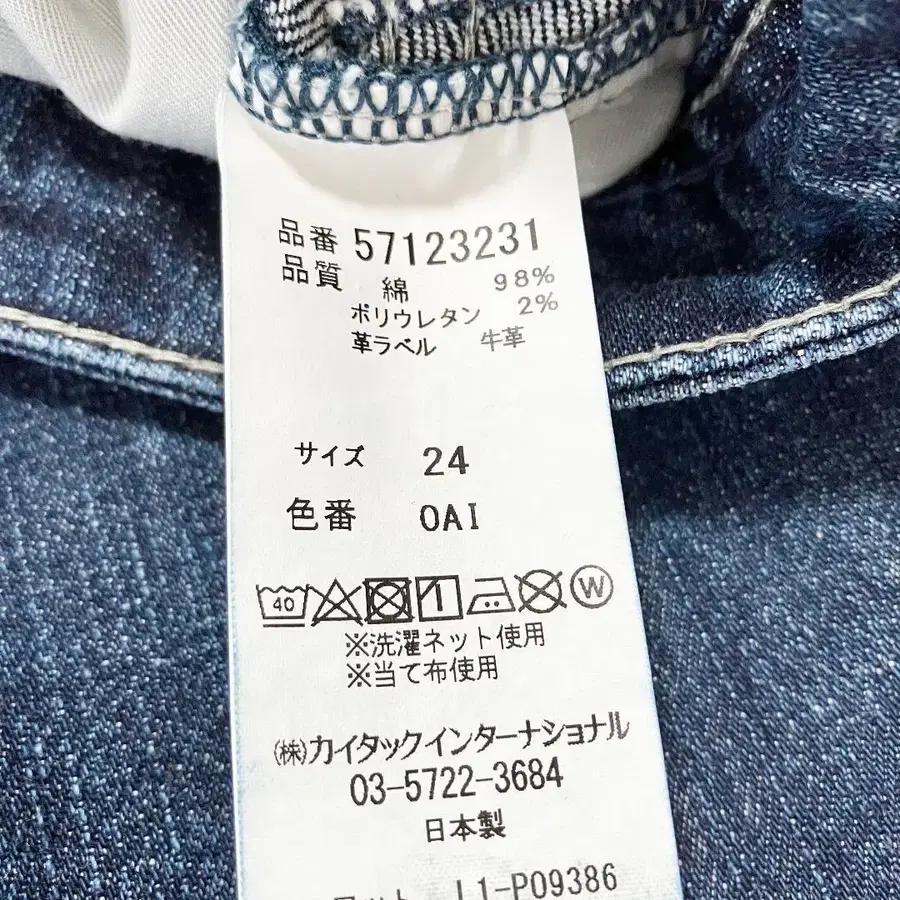 品番 57123231
品質 綿 98%
ポリウレタン 2%
革ラベル 牛革
サイズ 24
色番 OAI
40 W
※洗濯ネット使用
※当て布使用
(株)カイタックインターナショナル
03-5722-3684
日本製
L1-P09386